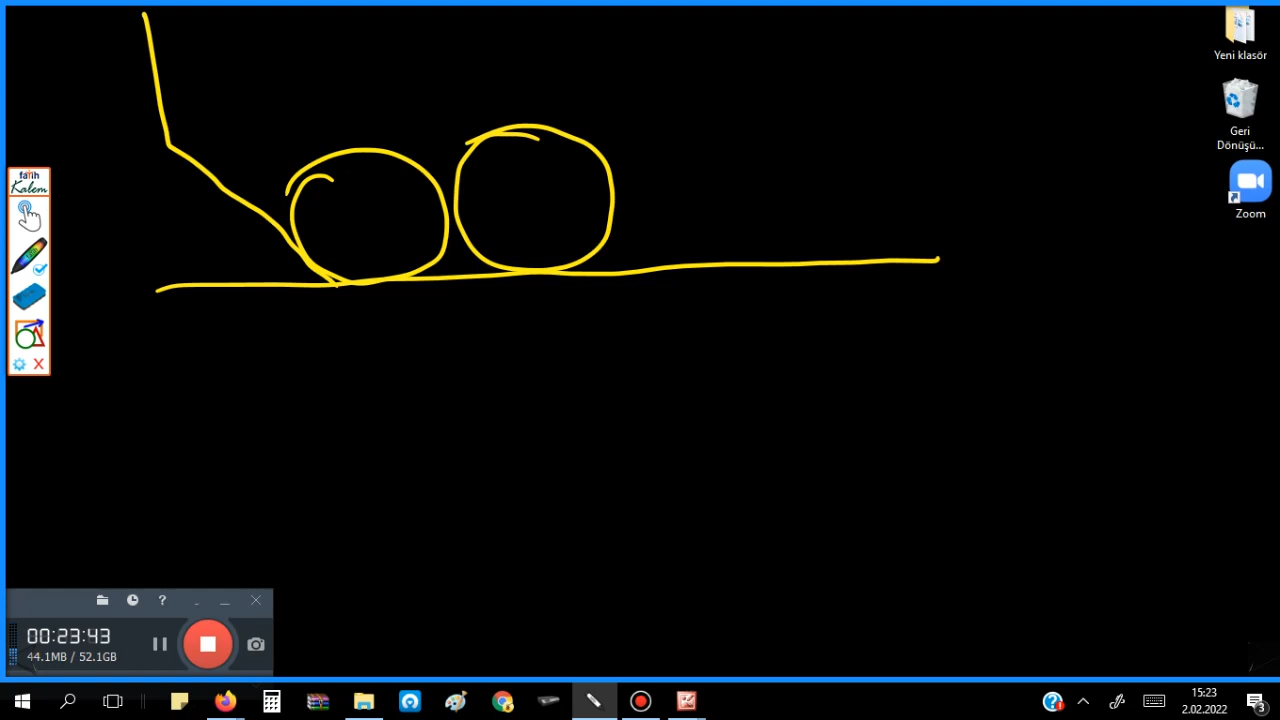 Yeni klasör
Geri
Dönüşü...
Zoom
fatih
Kalem
00:23:43
44.1MB / 52.1GB
15:23
2.02.2022
3